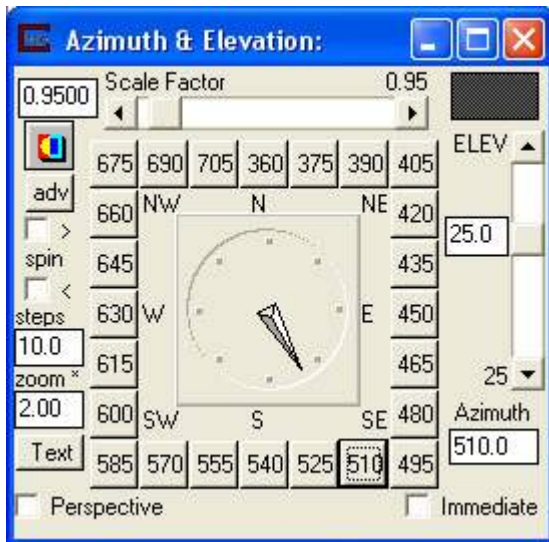 Azimuth & Elevation:
0.9500 Scale Factor 0.95
675 690 705 360 375 390 405 ELEV
adv
660 NW N NE 420
> 25.0
spin 645 435
<
steps 630 W E 450
10.0
615 465 25
zoom ×
2.00 600 SW S SE 480 Azimuth
Text 585 570 555 540 525 510 495 510.0
Perspective Immediate